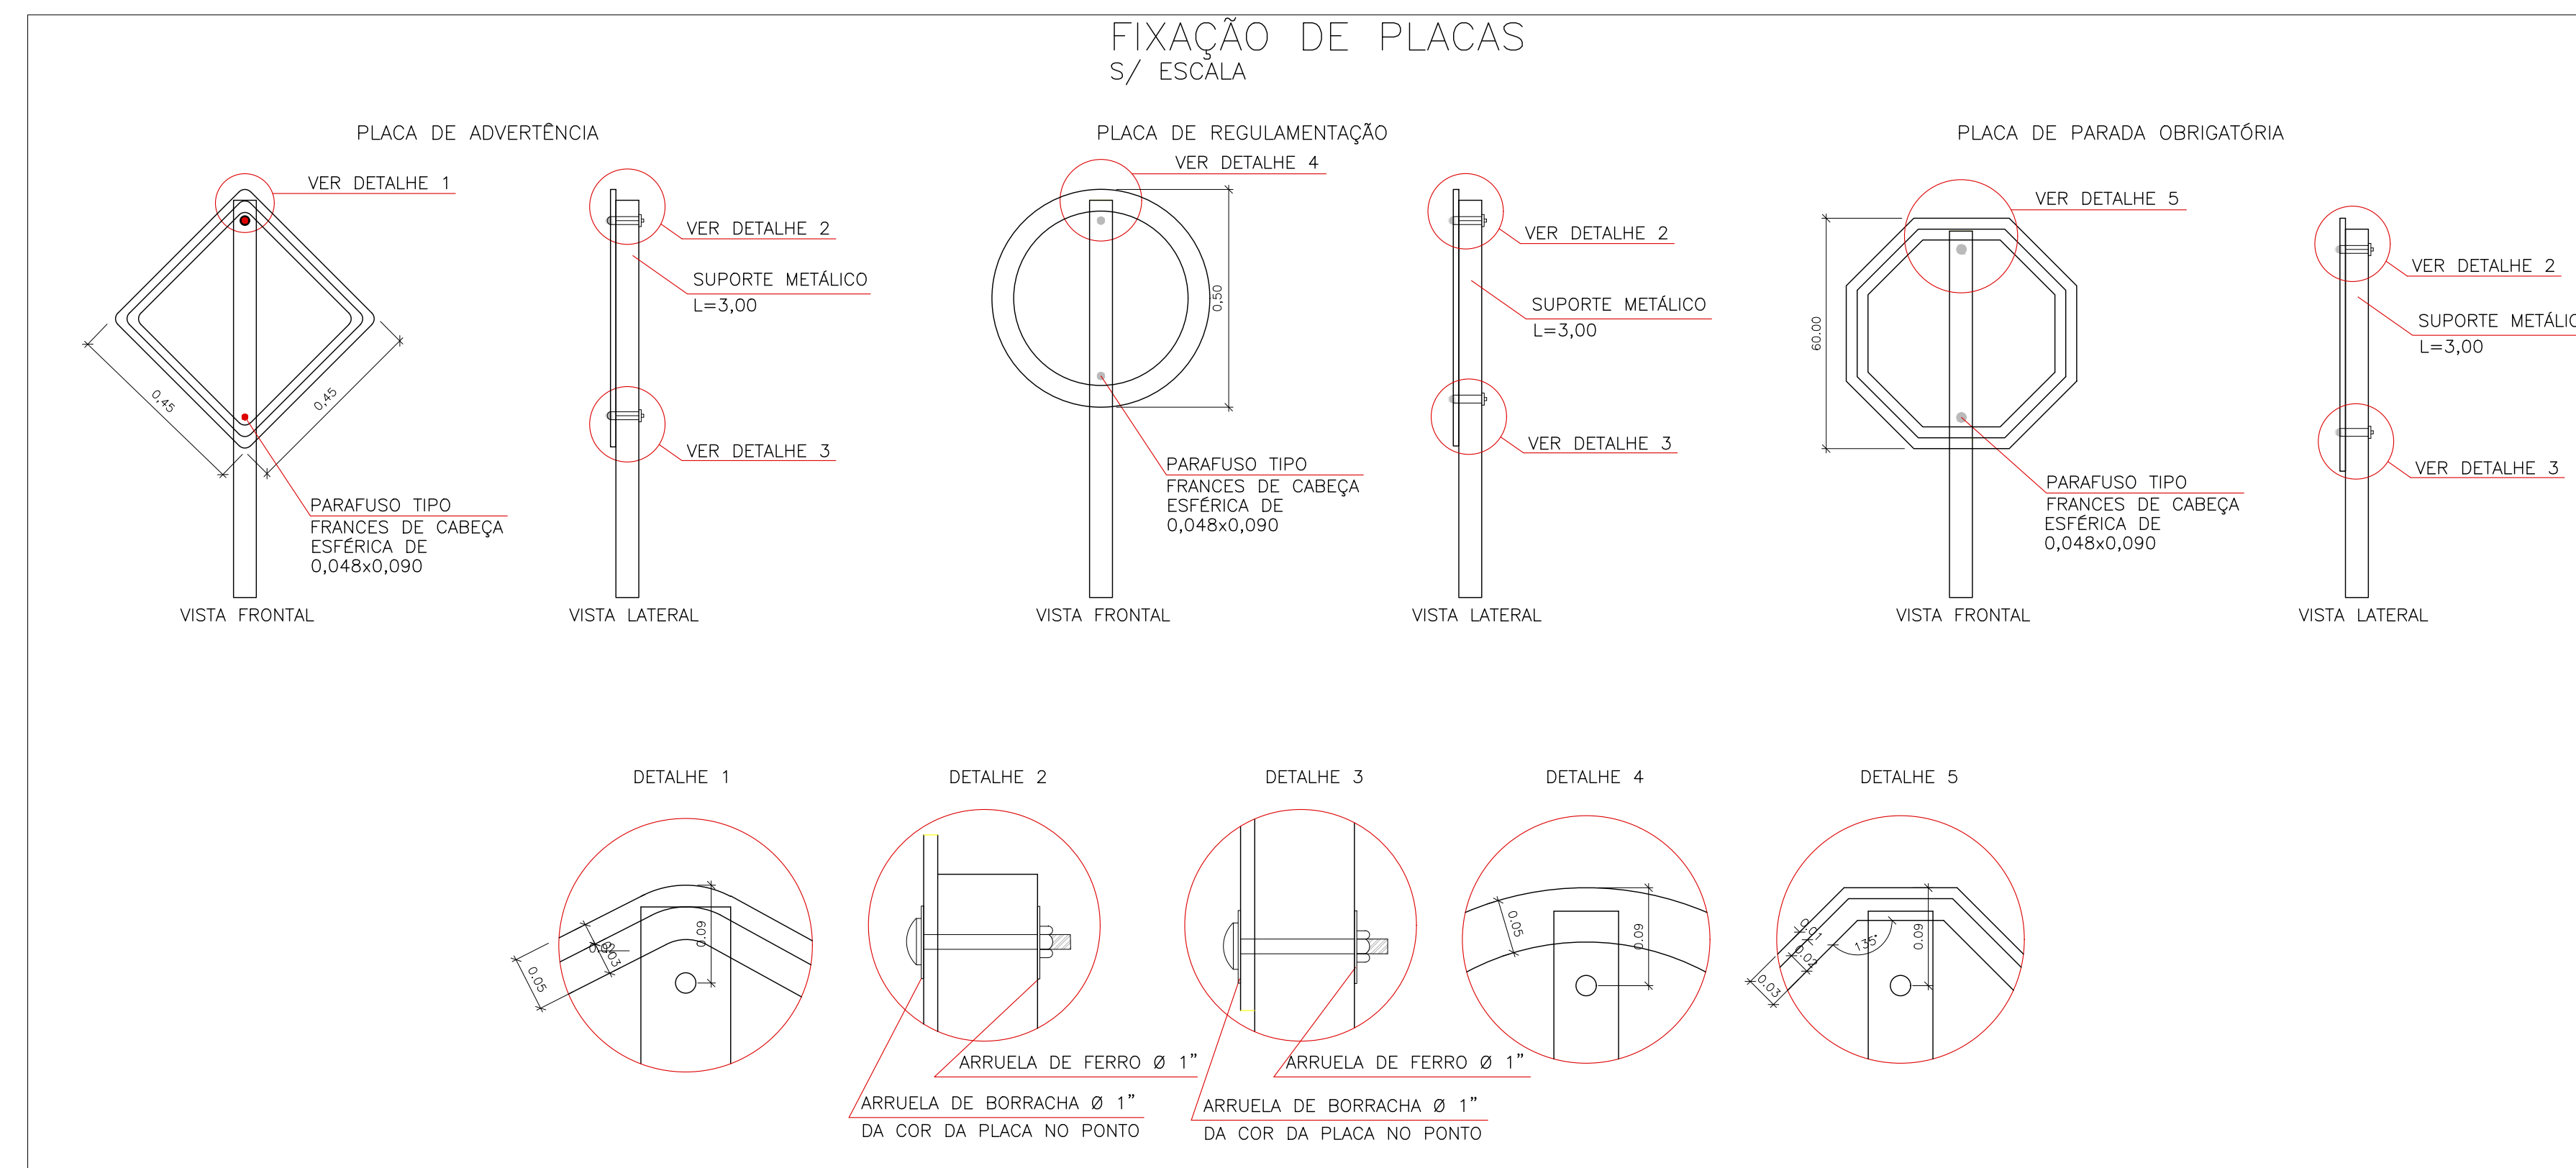 FIXAÇÃO DE PLACAS
S/ ESCALA
PLACA DE ADVERTÊNCIA
VER DETALHE 1
VER DETALHE 2
SUPORTE METÁLICO
L=3,00
0,45
0,45
VER DETALHE 3
PARAFUSO TIPO
FRANCES DE CABEÇA
ESFÉRICA DE
0,048x0,090
VISTA FRONTAL
VISTA LATERAL
PLACA DE REGULAMENTAÇÃO
VER DETALHE 4
VER DETALHE 2
0,50
SUPORTE METÁLICO
L=3,00
VER DETALHE 3
PARAFUSO TIPO
FRANCES DE CABEÇA
ESFÉRICA DE
0,048x0,090
VISTA FRONTAL
VISTA LATERAL
PLACA DE PARADA OBRIGATÓRIA
VER DETALHE 5
VER DETALHE 2
60.00
SUPORTE METÁLIC
L=3,00
VER DETALHE 3
PARAFUSO TIPO
FRANCES DE CABEÇA
ESFÉRICA DE
0,048x0,090
VISTA FRONTAL
VISTA LATERAL
DETALHE 1
0.09
0.03
0.05
DETALHE 2
ARRUELA DE FERRO Ø 1”
ARRUELA DE BORRACHA Ø 1”
DA COR DA PLACA NO PONTO
DETALHE 3
ARRUELA DE FERRO Ø 1”
ARRUELA DE BORRACHA Ø 1”
DA COR DA PLACA NO PONTO
DETALHE 4
0.05
0.09
DETALHE 5
0.01
135°
0.09
0.02
0.03